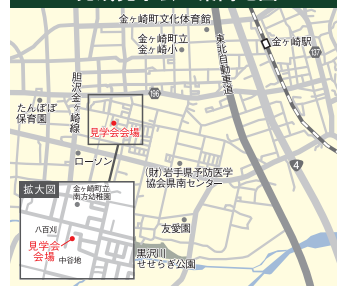 金ヶ崎町文化体育館
金ヶ崎町立
金ヶ崎小
金ヶ崎駅
東北自動車道
137
胆沢金ヶ崎線
196
たんぽぽ
保育園
見学会会場
ローソン
4
(財)岩手県予防医学
協会県南センター
拡大図
金ヶ崎町立
南方幼稚園
友愛園
八百刈
見学会
会場
中谷地
黒沢川
せせらぎ公園